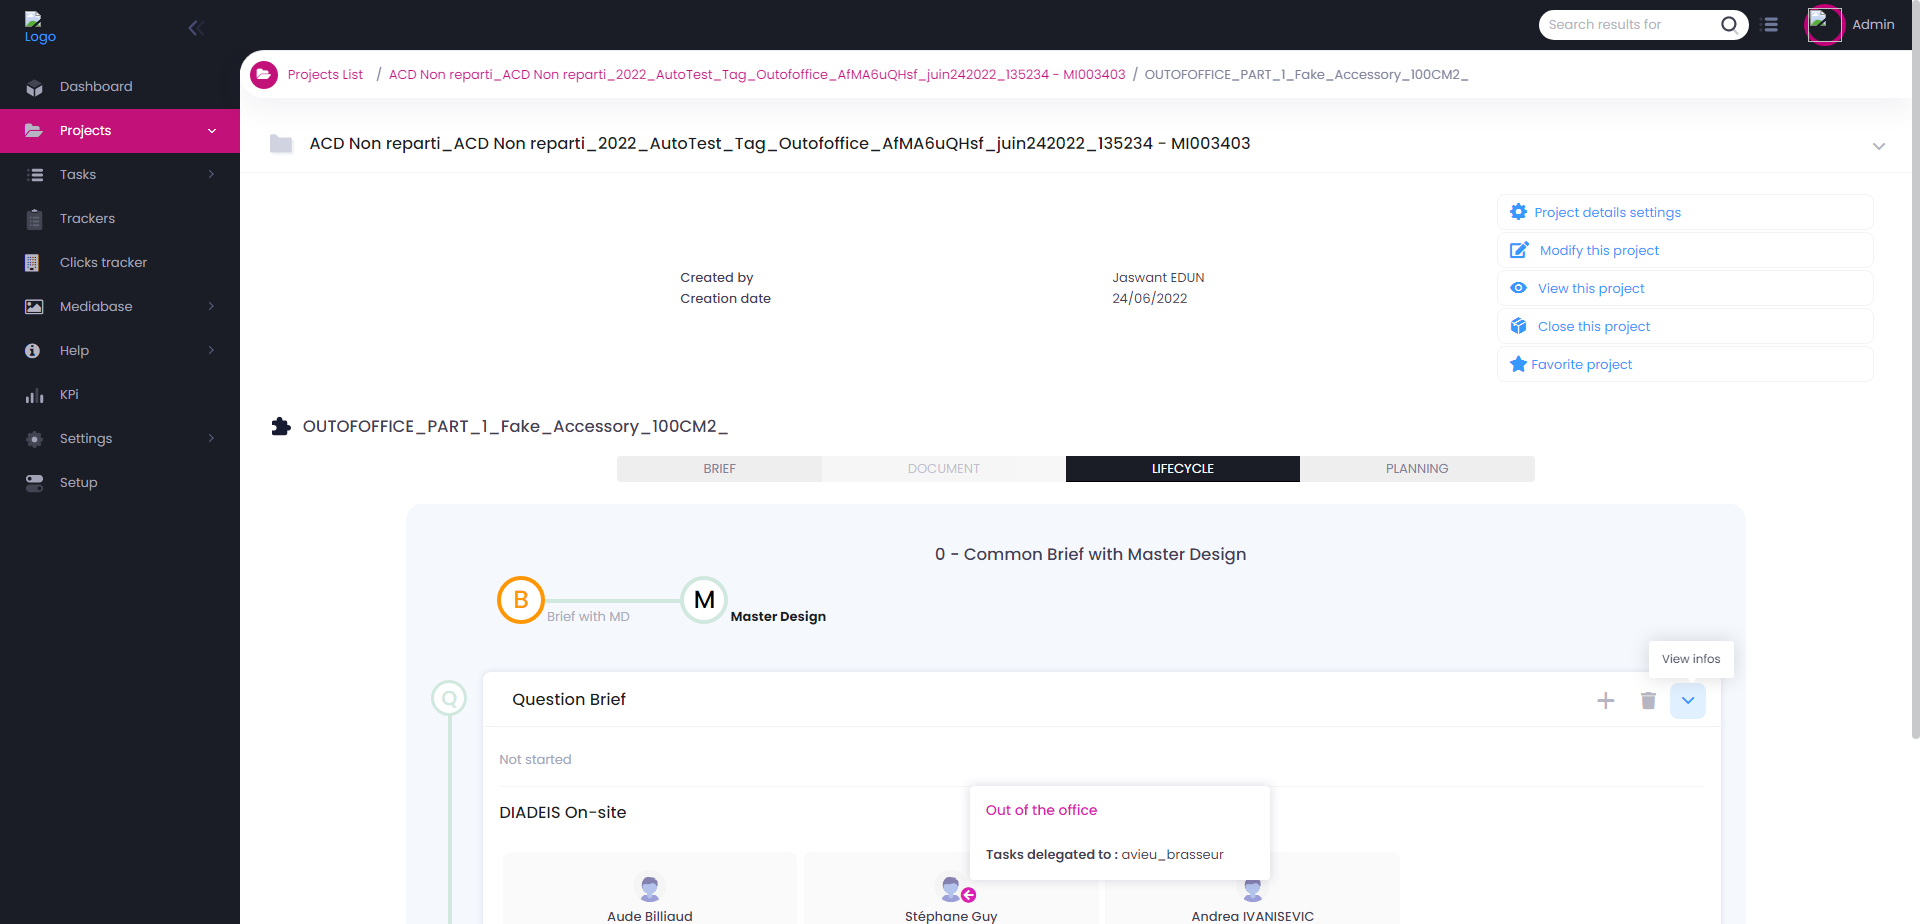 Logo
Search results for
Admin
Dashboard
Projects
Tasks
Trackers
Clicks tracker
Mediabase
Help
KPi
Settings
Setup
Projects List / ACD Non reparti_ACD Non reparti_2022_AutoTest_Tag_Outofoffice_AfMA6uQHsf_juin242022_135234 - MI003403 / OUTOFOFFICE_PART_1_Fake_Accessory_100CM2_
ACD Non reparti_ACD Non reparti_2022_AutoTest_Tag_Outofoffice_AfMA6uQHsf_juin242022_135234 - MI003403
Created by Jaswant EDUN
Creation date 24/06/2022
Project details settings
Modify this project
View this project
Close this project
Favorite project
OUTOFOFFICE_PART_1_Fake_Accessory_100CM2_
BRIEF DOCUMENT LIFECYCLE PLANNING
0 - Common Brief with Master Design
B Brief with MD M Master Design
View infos
Q Question Brief
Not started
DIADEIS On-site
Out of the office
Tasks delegated to : avieu_brasseur
Aude Billiaud
Stéphane Guy
Andrea IVANISEVIC